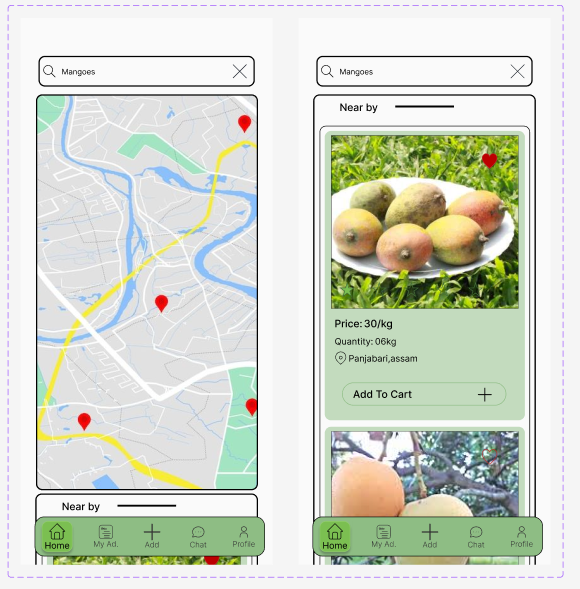 Mangoes
Near by
Home
My Ad.
Add
Chat
Profile
Mangoes
Near by
Price: 30/kg
Quantity: 06kg
Panjabari,assam
Add To Cart
Home
My Ad.
Add
Chat
Profile